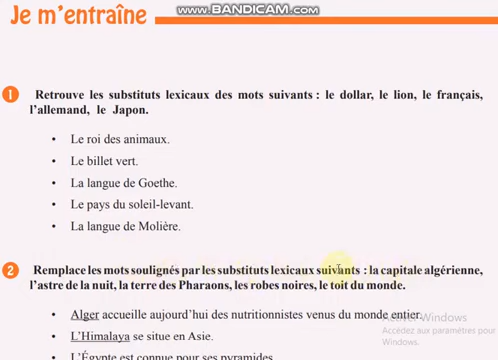 Je m'entraîne
www.BANDICAM.com
1 Retrouve les substituts lexicaux des mots suivants : le dollar, le lion, le français,
l'allemand, le Japon.
• Le roi des animaux.
• Le billet vert.
• La langue de Goethe.
• Le pays du soleil-levant.
• La langue de Molière.
2 Remplace les mots soulignés par les substituts lexicaux suivants : la capitale algérienne,
l'astre de la nuit, la terre des Pharaons, les robes noires, le toit du monde.
• Alger accueille aujourd'hui des nutritionnistes venus du monde entier.
Activer Windows
Accédez aux paramètres pour
Windows.
• L'Himalaya se situe en Asie.
• L'Égypte est connue pour ses pyramides.